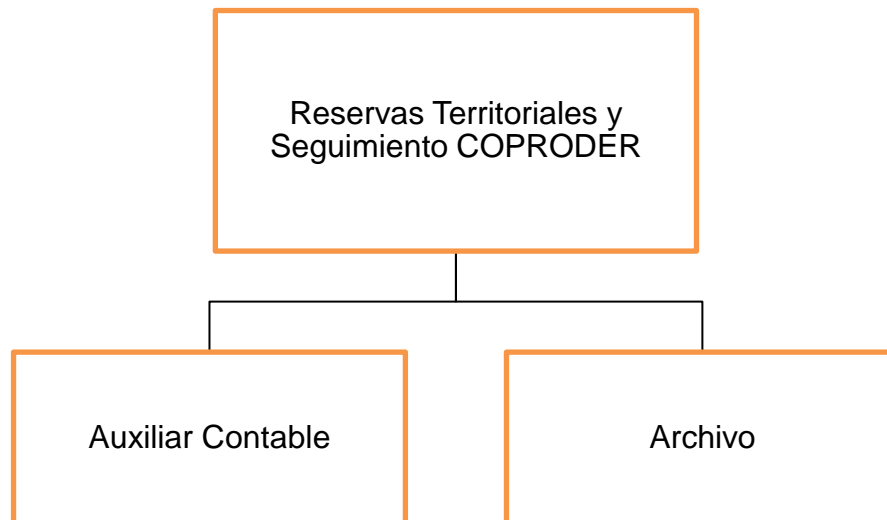 Reservas Territoriales y
Seguimiento COPRODER
Auxiliar Contable
Archivo